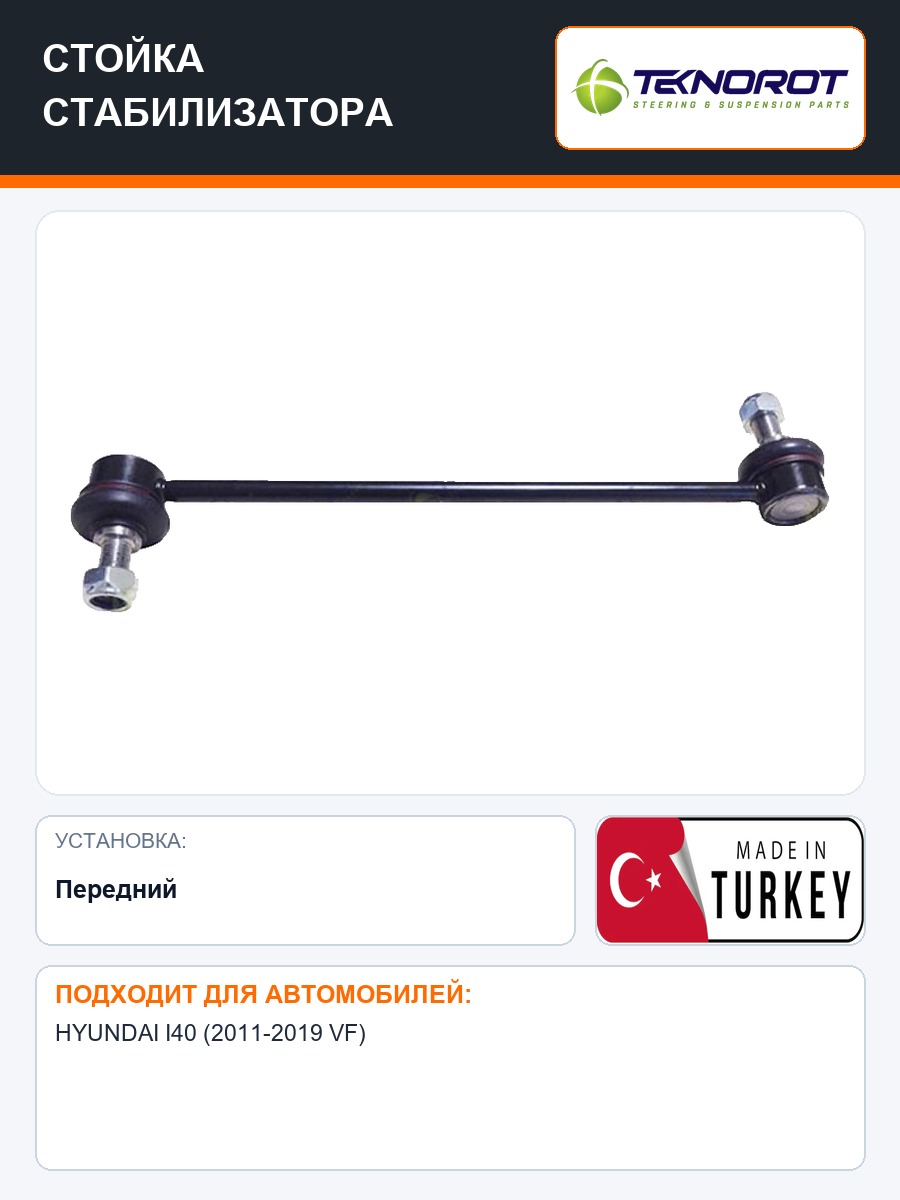 СТОЙКА
СТАБИЛИЗАТОРА
TEKNOROT
STEERING & SUSPENSION PARTS
УСТАНОВКА:
Передний
MADE IN
TURKEY
ПОДХОДИТ ДЛЯ АВТОМОБИЛЕЙ:
HYUNDAI I40 (2011-2019 VF)